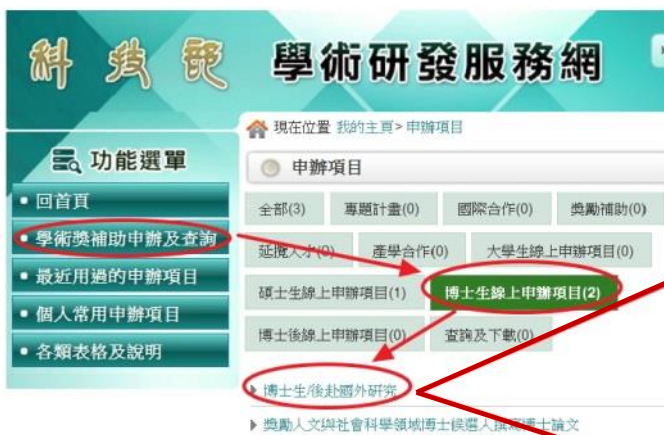 科技部 學術研發服務網
現在位置 我的主頁> 申辦項目
功能選單
• 回首頁
• 學術獎補助申辦及查詢
• 最近用過的申辦項目
• 個人常用申辦項目
• 各類表格及說明
申辦項目
全部(3) 專題計畫(0) 國際合作(0) 獎勵補助(0)
延攬人才(0) 產學合作(0) 大學生線上申辦項目(0)
碩士生線上申辦項目(1) 博士生線上申辦項目(2)
博士後線上申辦項目(0) 查詢及下載(0)
博士生/後赴國外研究
獎勵人文與社會科學領域博士候選人撰寫博士論文